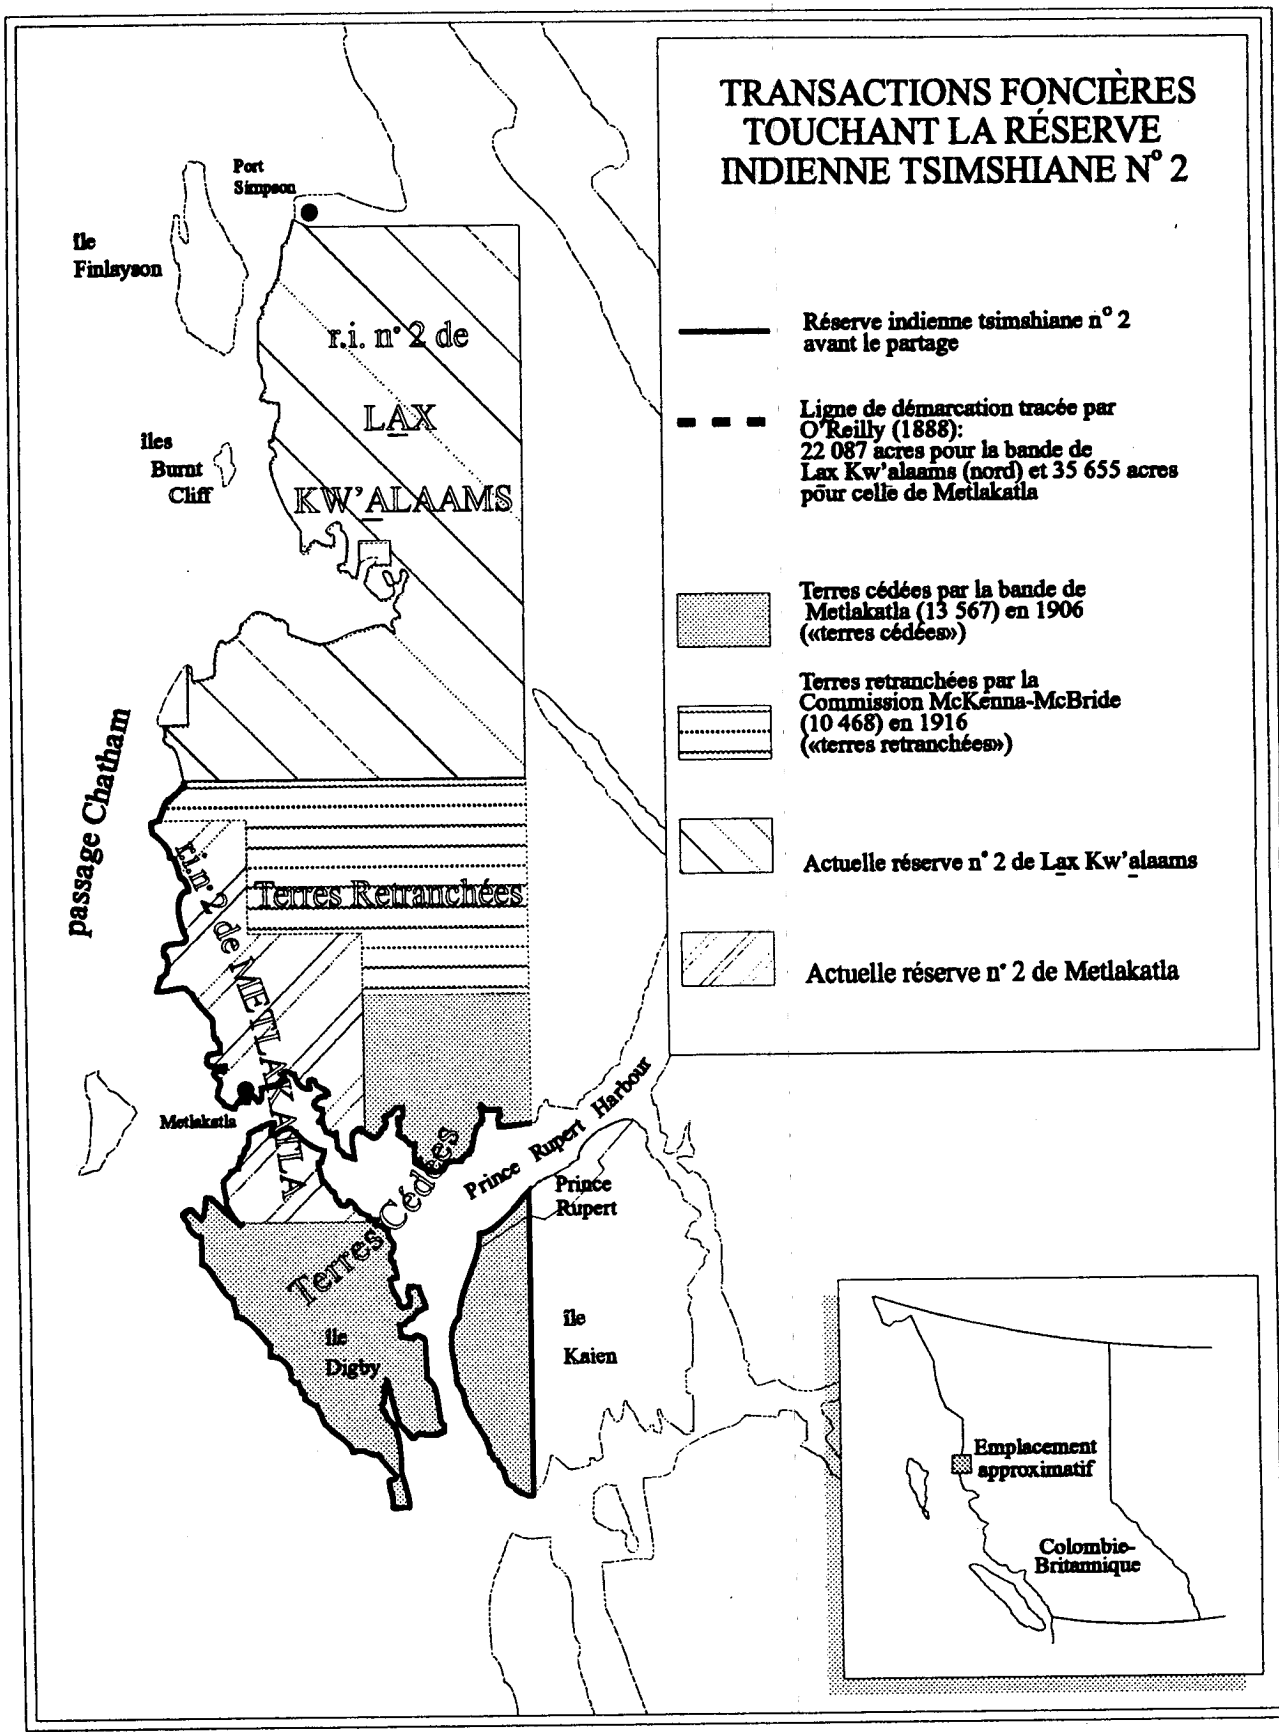 TRANSACTIONS FONCIÈRES
TOUCHANT LA RÉSERVE
INDIENNE TSIMSHIANE N° 2
Réserve indienne tsimshiane n° 2
avant le partage
Ligne de démarcation tracée par
O'Reilly (1888):
22 087 acres pour la bande de
Lax Kw'alaams (nord) et 35 655 acres
pour celle de Metlakatla
Terres cédées par la bande de
Metlakatla (13 567) en 1906
(«terres cédées»)
Terres retranchées par la
Commission McKenna-McBride
(10 468) en 1916
(«terres retranchées»)
Actuelle réserve n° 2 de Lax Kw'alaams
Actuelle réserve n° 2 de Metlakatla
Port
Simpson
île
Finlayson
r.i. n° 2 de
LAX
KW'ALAAMS
îles
Burnt
Cliff
passage Chatham
r.i. n° 2 de METLAKATLA
Terres Retranchées
Metlakatla
Terres Cédées
Prince Rupert Harbour
Prince
Rupert
île
Digby
île
Kaien
Emplacement
approximatif
Colombie-
Britannique